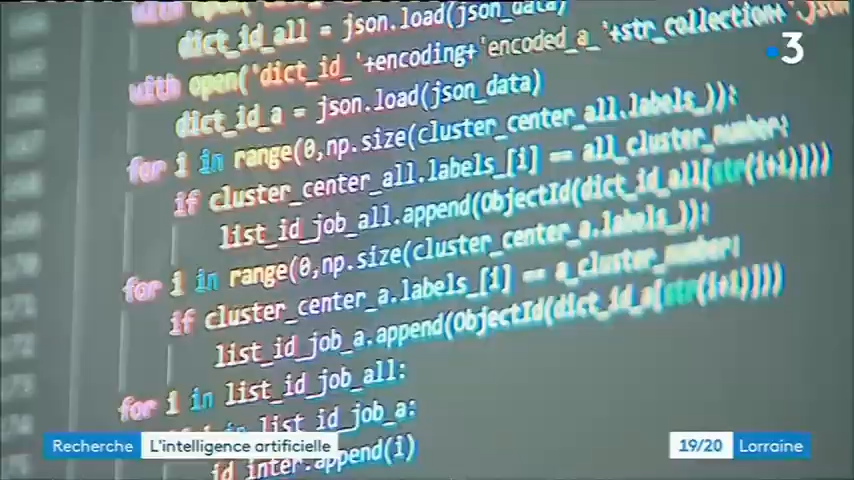 with open(
dict_id_all = json.load(json_data)
with open('dict_id_'+encoding+'encoded_a_'+str_collection+'.json
dict_id_a = json.load(json_data)
for i in range(0,np.size(cluster_center_all.labels_)):
if cluster_center_all.labels_[i] == all_cluster_number:
list_id_job_all.append(ObjectId(dict_id_all[str(i+1)]))
for i in range(0,np.size(cluster_center_a.labels_)):
if cluster_center_a.labels_[i] == a_cluster_number:
list_id_job_a.append(ObjectId(dict_id_a[str(i+1)]))
for i in list_id_job_all:
in list_id_job_a:
id_inter.append(i)
3
Recherche L'intelligence artificielle
19/20 Lorraine